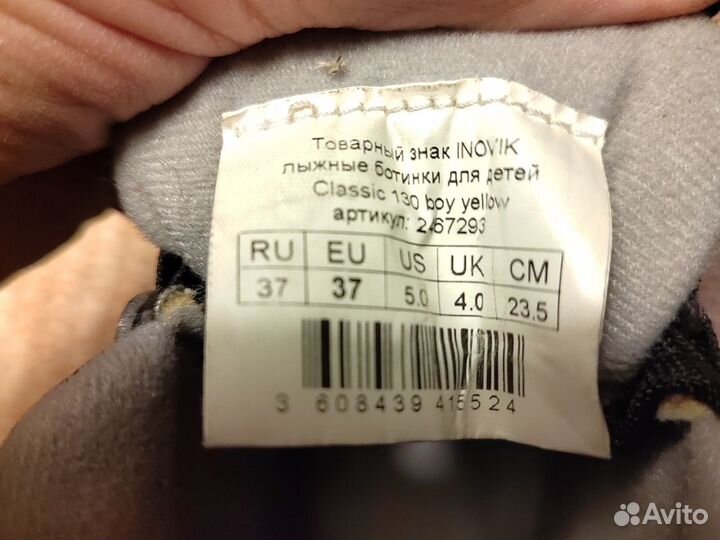 Товарный знак INOVIK
лыжные ботинки для детей
Classic 130 boy yellow
артикул: 2467293
RU EU US UK CM
37 37 5.0 4.0 23.5
3 608439 415524
Avito